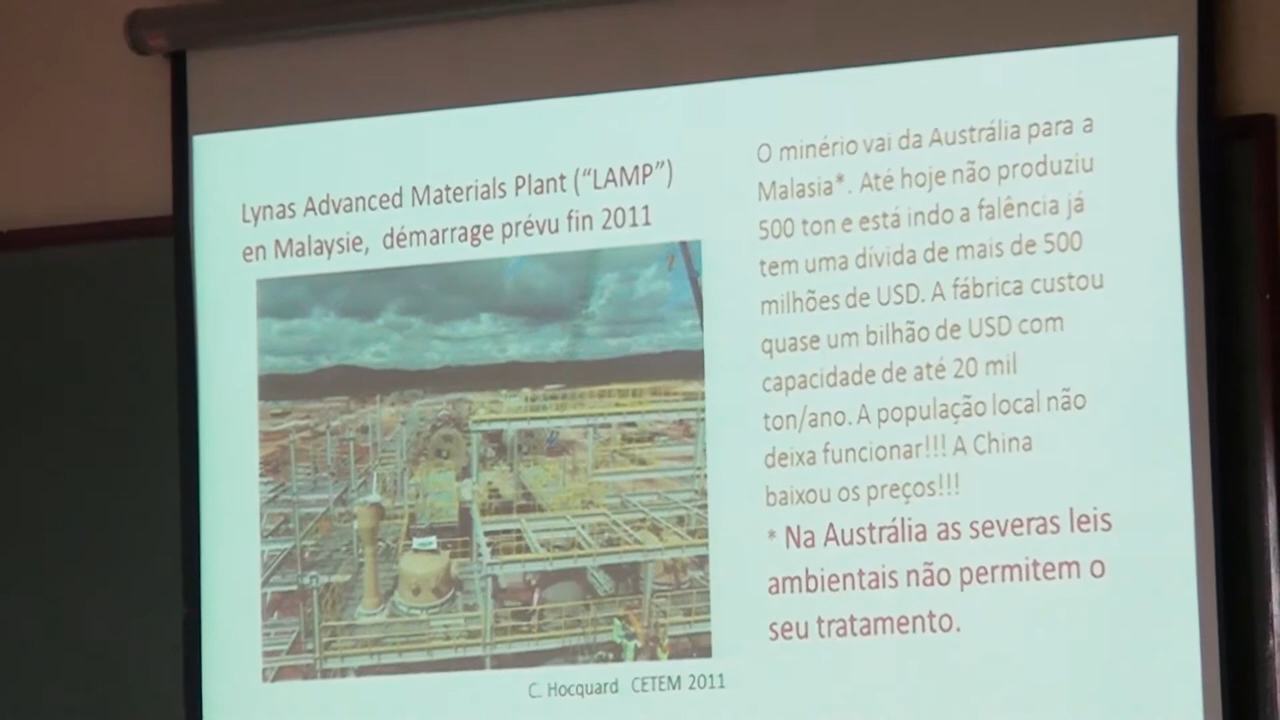 Lynas Advanced Materials Plant (“LAMP”)
en Malaysie, démarrage prévu fin 2011
O minério vai da Austrália para a
Malasia*. Até hoje não produziu
500 ton e está indo a falência já
tem uma dívida de mais de 500
milhões de USD. A fábrica custou
quase um bilhão de USD com
capacidade de até 20 mil
ton/ano. A população local não
deixa funcionar!!! A China
baixou os preços!!!
* Na Austrália as severas leis
ambientais não permitem o
seu tratamento.
C. Hocquard CETEM 2011